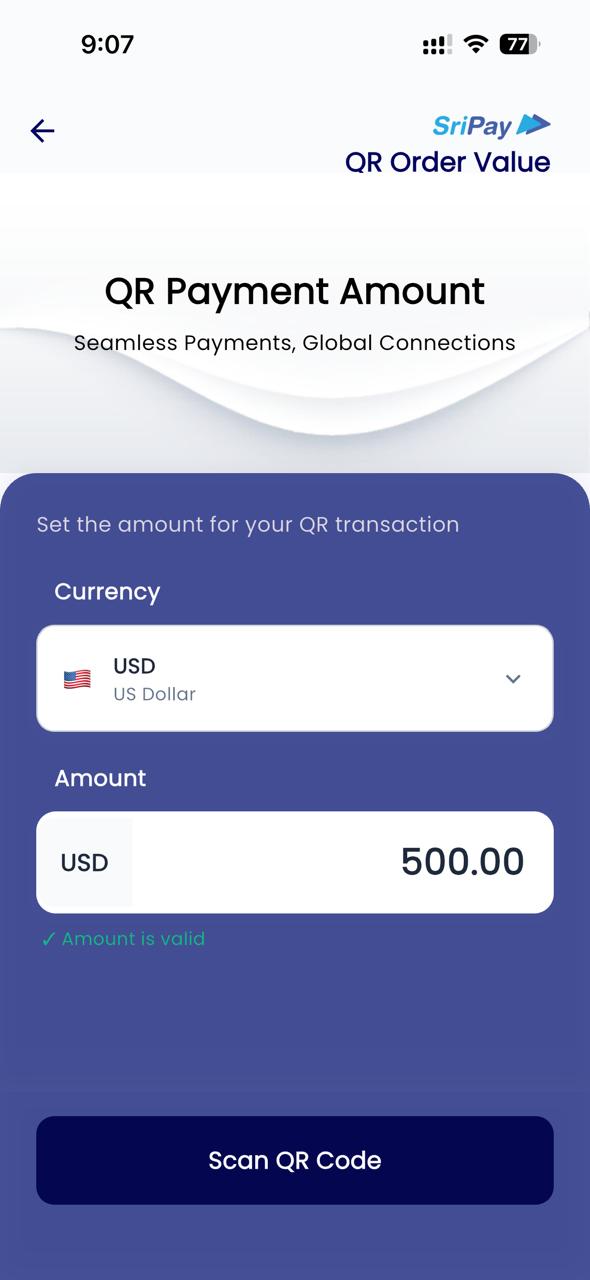 9:07
77
SriPay
QR Order Value
QR Payment Amount
Seamless Payments, Global Connections
Set the amount for your QR transaction
Currency
USD
US Dollar
Amount
USD
500.00
✓ Amount is valid
Scan QR Code